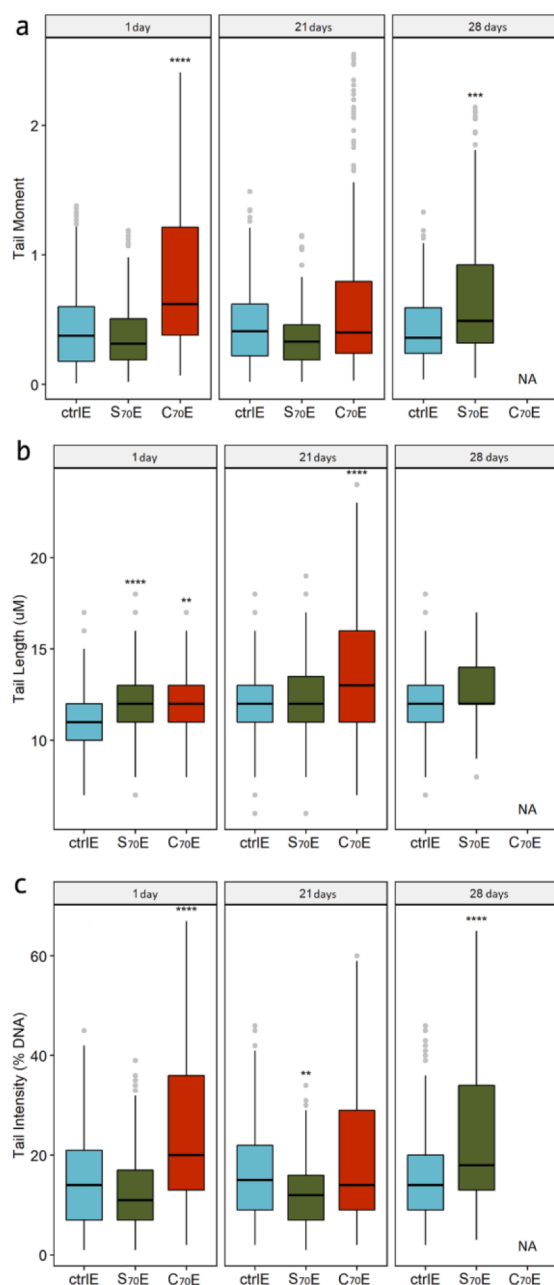 a
1 day 21 days 28 days
Tail Moment
2
1
0
****
***
NA
ctrlE S₇₀E C₇₀E ctrlE S₇₀E C₇₀E ctrlE S₇₀E C₇₀E
b
1 day 21 days 28 days
Tail Length (uM)
20
15
10
****
**
****
NA
ctrlE S₇₀E C₇₀E ctrlE S₇₀E C₇₀E ctrlE S₇₀E C₇₀E
c
1 day 21 days 28 days
Tail Intensity (% DNA)
60
40
20
0
****
**
****
NA
ctrlE S₇₀E C₇₀E ctrlE S₇₀E C₇₀E ctrlE S₇₀E C₇₀E